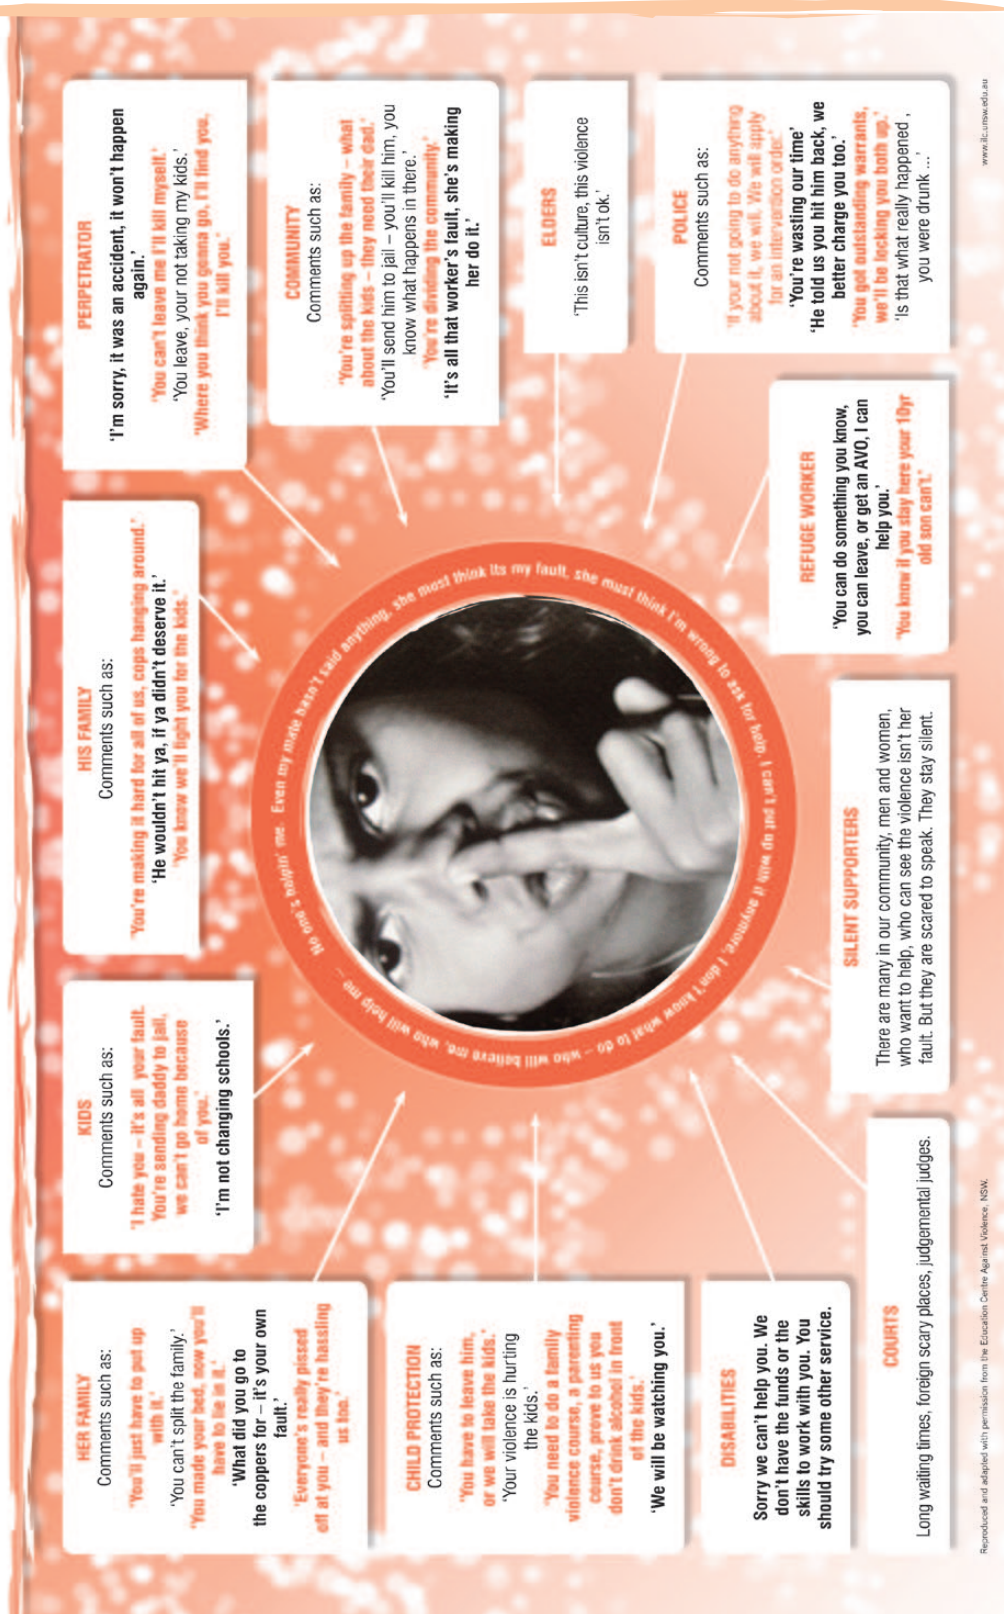 HER FAMILY
Comments such as:
'You'll just have to put up
with it.'
'You can't split the family.'
'You made your bed, now you'll
have to lie in it.'
'What did you go to
the coppers for – it's your own
fault.'
'Everyone's really pissed
off at you – and they're hassling
us too.'
KIDS
Comments such as:
'I hate you – it's all your fault.
You're sending daddy to jail,
we can't go home because
of you.'
'I'm not changing schools.'
HIS FAMILY
Comments such as:
'You're making it hard for all of us, cops hanging around.'
'He wouldn't hit ya, if ya didn't deserve it.'
'You know we'll fight you for the kids.'
PERPETRATOR
'I'm sorry, it was an accident, it won't happen
again.'
'You can't leave me I'll kill myself.'
'You leave, your not taking my kids.'
'Where you think you gonna go, I'll find you,
I'll kill you.'
COMMUNITY
Comments such as:
'You're splitting up the family – what
about the kids – they need their dad.'
'You'll send him to jail – you'll kill him, you
know what happens in there.'
'You're dividing the community.'
'It's all that worker's fault, she's making
her do it.'
ELDERS
'This isn't culture, this violence
isn't ok.'
POLICE
Comments such as:
'If your not going to do anything
about it, we will. We will apply
for an intervention order.'
'You're wasting our time'
'He told us you hit him back, we
better charge you too.'
'You got outstanding warrants,
we'll be locking you both up.'
'Is that what really happened ,
you were drunk ...'
REFUGE WORKER
'You can do something you know,
you can leave, or get an AVO, I can
help you.'
'You know if you stay here your 10yr
old son can't.'
SILENT SUPPORTERS
There are many in our community, men and women,
who want to help, who can see the violence isn't her
fault. But they are scared to speak. They stay silent.
COURTS
Long waiting times, foreign scary places, judgemental judges.
DISABILITIES
Sorry we can't help you. We
don't have the funds or the
skills to work with you. You
should try some other service.
CHILD PROTECTION
Comments such as:
'You have to leave him,
or we will take the kids.'
'Your violence is hurting
the kids.'
'You need to do a family
violence course, a parenting
course, prove to us you
don't drink alcohol in front
of the kids.'
'We will be watching you.'
No one's helpin' me. Even my mate hasn't said anything, she must think its my fault, she must think I'm wrong to ask for help. I can't put up with it anymore, I don't know what to do – who will believe me, who will help me –
Reproduced and adapted with permission from the Education Centre Against Violence, NSW.
www.ilc.unsw.edu.au